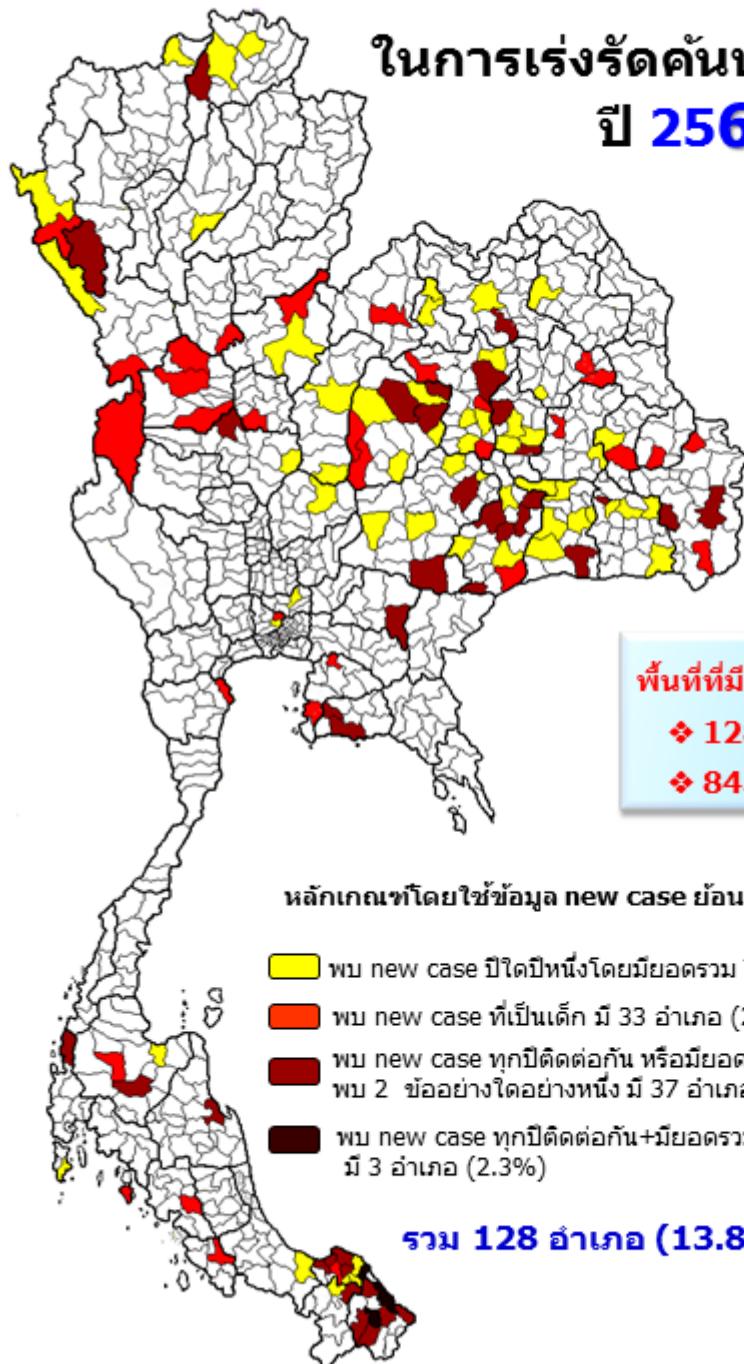 ในการเร่งรัดค้นห
ปี 256
พื้นที่ที่มี
❖ 12
❖ 84
หลักเกณฑ์โดยใช้ข้อมูล new case ย้อน
พบ new case ปีใดปีหนึ่งโดยมียอดรวม
พบ new case ที่เป็นเด็ก มี 33 อำเภอ (2
พบ new case ทุกปีติดต่อกัน หรือมียอด
พบ 2 ข้ออย่างใดอย่างหนึ่ง มี 37 อำเภอ
พบ new case ทุกปีติดต่อกัน+มียอดรวม
มี 3 อำเภอ (2.3%)
รวม 128 อำเภอ (13.8